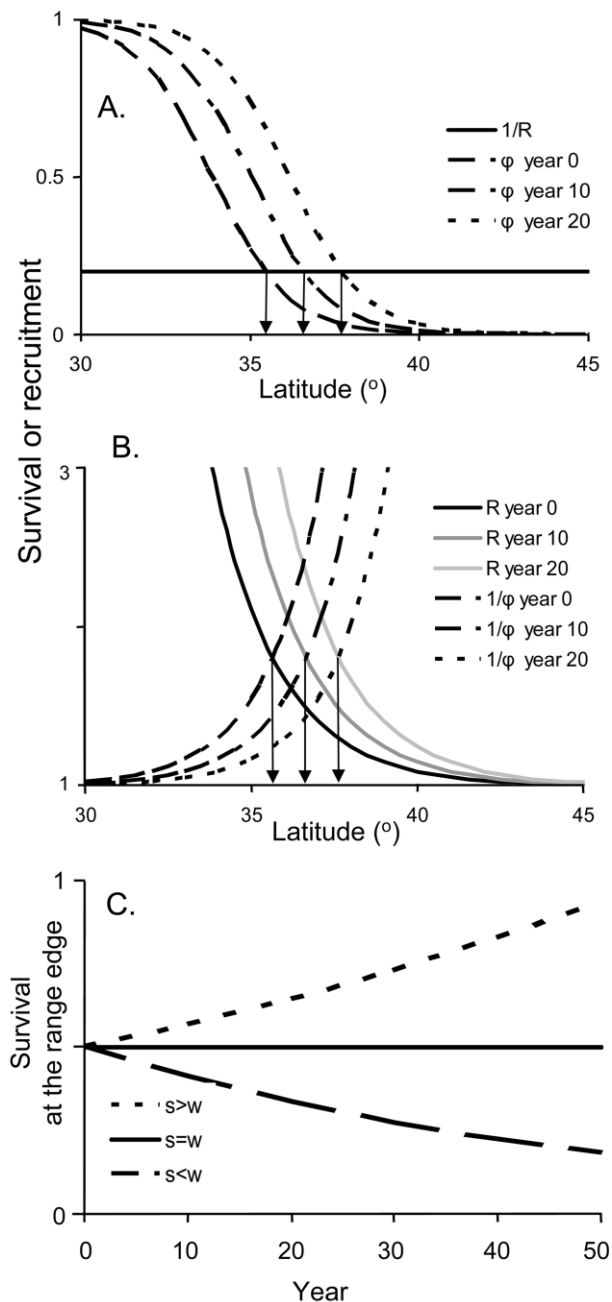 Survival or recruitment
1
0.5
0
A.
1/R
φ year 0
φ year 10
φ year 20
30 35 40 45
Latitude (o)
B.
3
1
R year 0
R year 10
R year 20
1/φ year 0
1/φ year 10
1/φ year 20
30 35 40 45
Latitude (o)
C.
Survival
at the range edge
1
0
s>w
s=w
s<w
0 10 20 30 40 50
Year